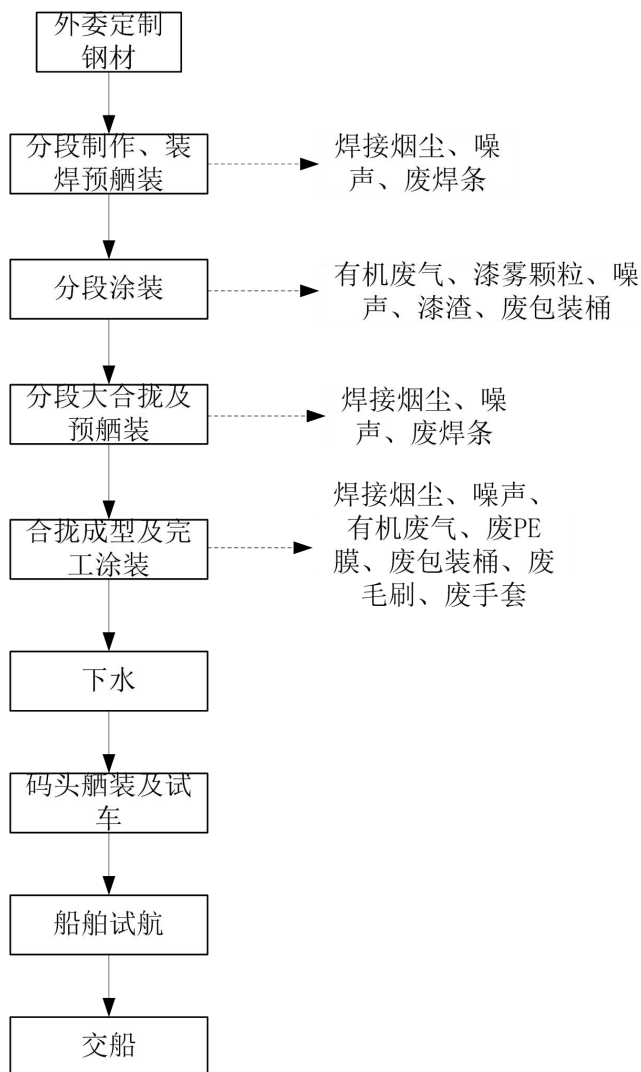 外委定制
钢材
分段制作、装
焊预舾装
焊接烟尘、噪
声、废焊条
分段涂装
有机废气、漆雾颗粒、噪
声、漆渣、废包装桶
分段大合拢及
预舾装
焊接烟尘、噪
声、废焊条
合拢成型及完
工涂装
焊接烟尘、噪声、
有机废气、废PE
膜、废包装桶、废
毛刷、废手套
下水
码头舾装及试
车
船舶试航
交船